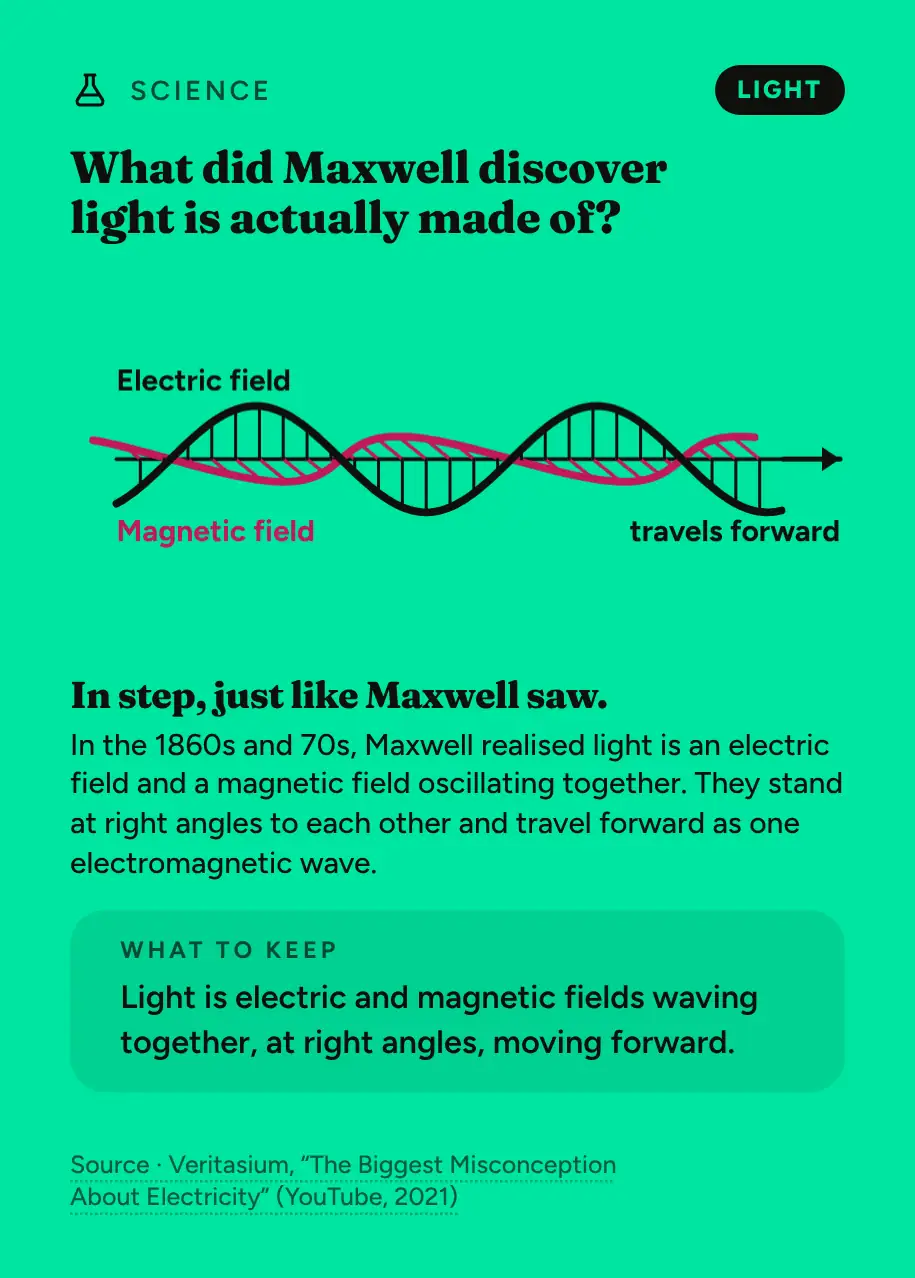 SCIENCE
LIGHT
What did Maxwell discover
light is actually made of?
Electric field
Magnetic field
travels forward
In step, just like Maxwell saw.
In the 1860s and 70s, Maxwell realised light is an electric
field and a magnetic field oscillating together. They stand
at right angles to each other and travel forward as one
electromagnetic wave.
WHAT TO KEEP
Light is electric and magnetic fields waving
together, at right angles, moving forward.
Source · Veritasium, “The Biggest Misconception
About Electricity” (YouTube, 2021)